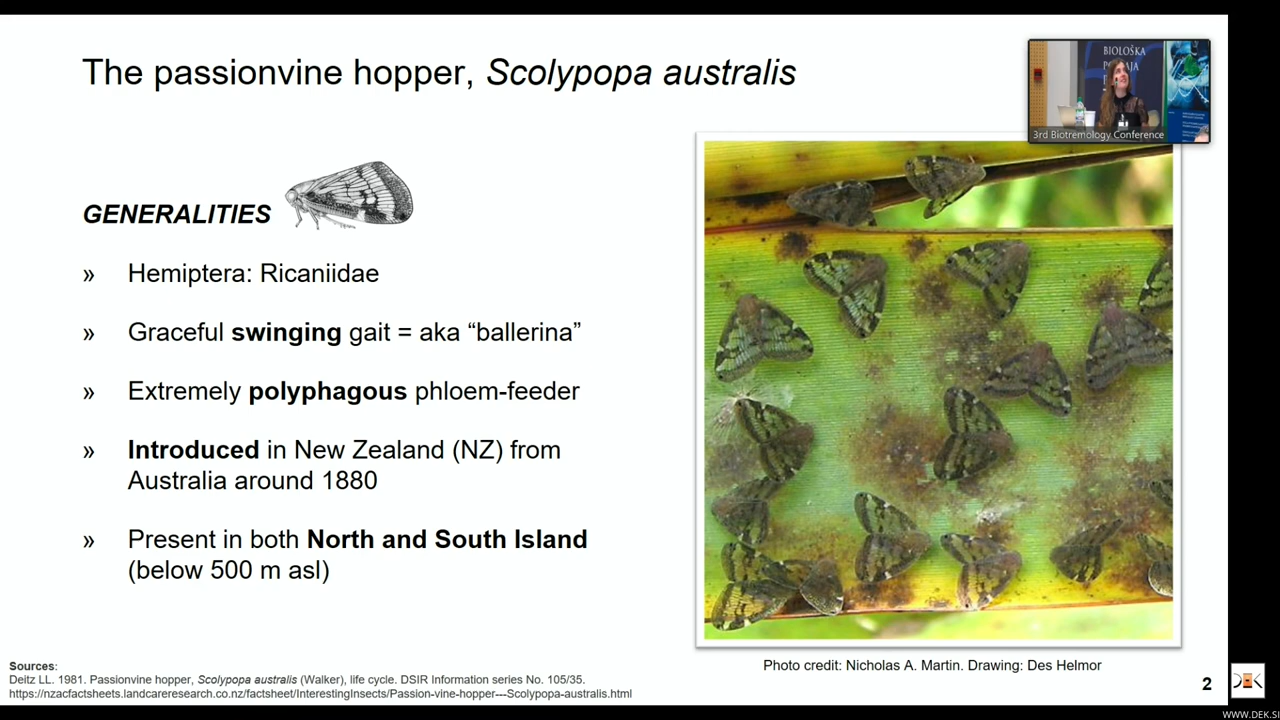 The passionvine hopper, Scolypopa australis
BIOLOŠKA
3rd Biotremology Conference
GENERALITIES
» Hemiptera: Ricaniidae
» Graceful swinging gait = aka “ballerina”
» Extremely polyphagous phloem-feeder
» Introduced in New Zealand (NZ) from
Australia around 1880
» Present in both North and South Island
(below 500 m asl)
Sources:
Deitz LL. 1981. Passionvine hopper, Scolypopa australis (Walker), life cycle. DSIR Information series No. 105/35.
https://nzacfactsheets.landcareresearch.co.nz/factsheet/InterestingInsects/Passion-vine-hopper---Scolypopa-australis.html
Photo credit: Nicholas A. Martin. Drawing: Des Helmor
2
WWW.DEK.SI